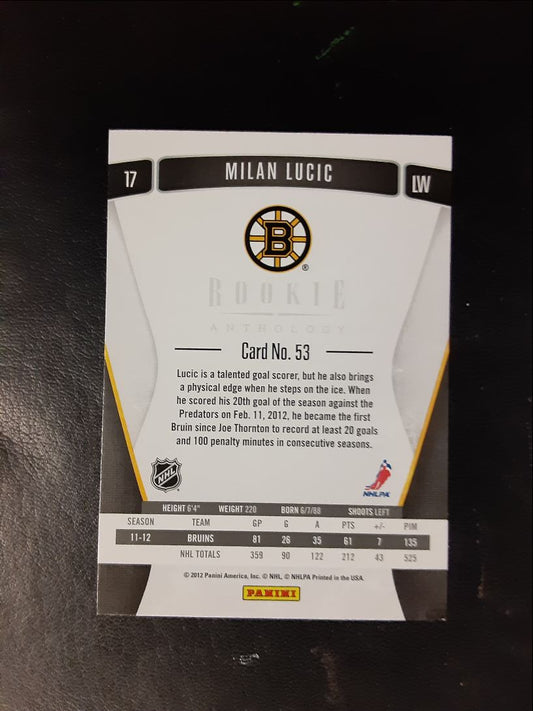 17 MILAN LUCIC LW
B
®
ROOKIE
ANTHOLOGY
Card No. 53
Lucic is a talented goal scorer, but he also brings
a physical edge when he steps on the ice. When
he scored his 20th goal of the season against the
Predators on Feb. 11, 2012, he became the first
Bruin since Joe Thornton to record at least 20 goals
and 100 penalty minutes in consecutive seasons.
NHL
NHLPA
HEIGHT 6'4" WEIGHT 220 BORN 6/7/88 SHOOTS LEFT
SEASON TEAM GP G A PTS +/- PIM
11-12 BRUINS 81 26 35 61 7 135
NHL TOTALS 359 90 122 212 43 525
© 2012 Panini America, Inc. © NHL, © NHLPA Printed in the USA.
PANINI